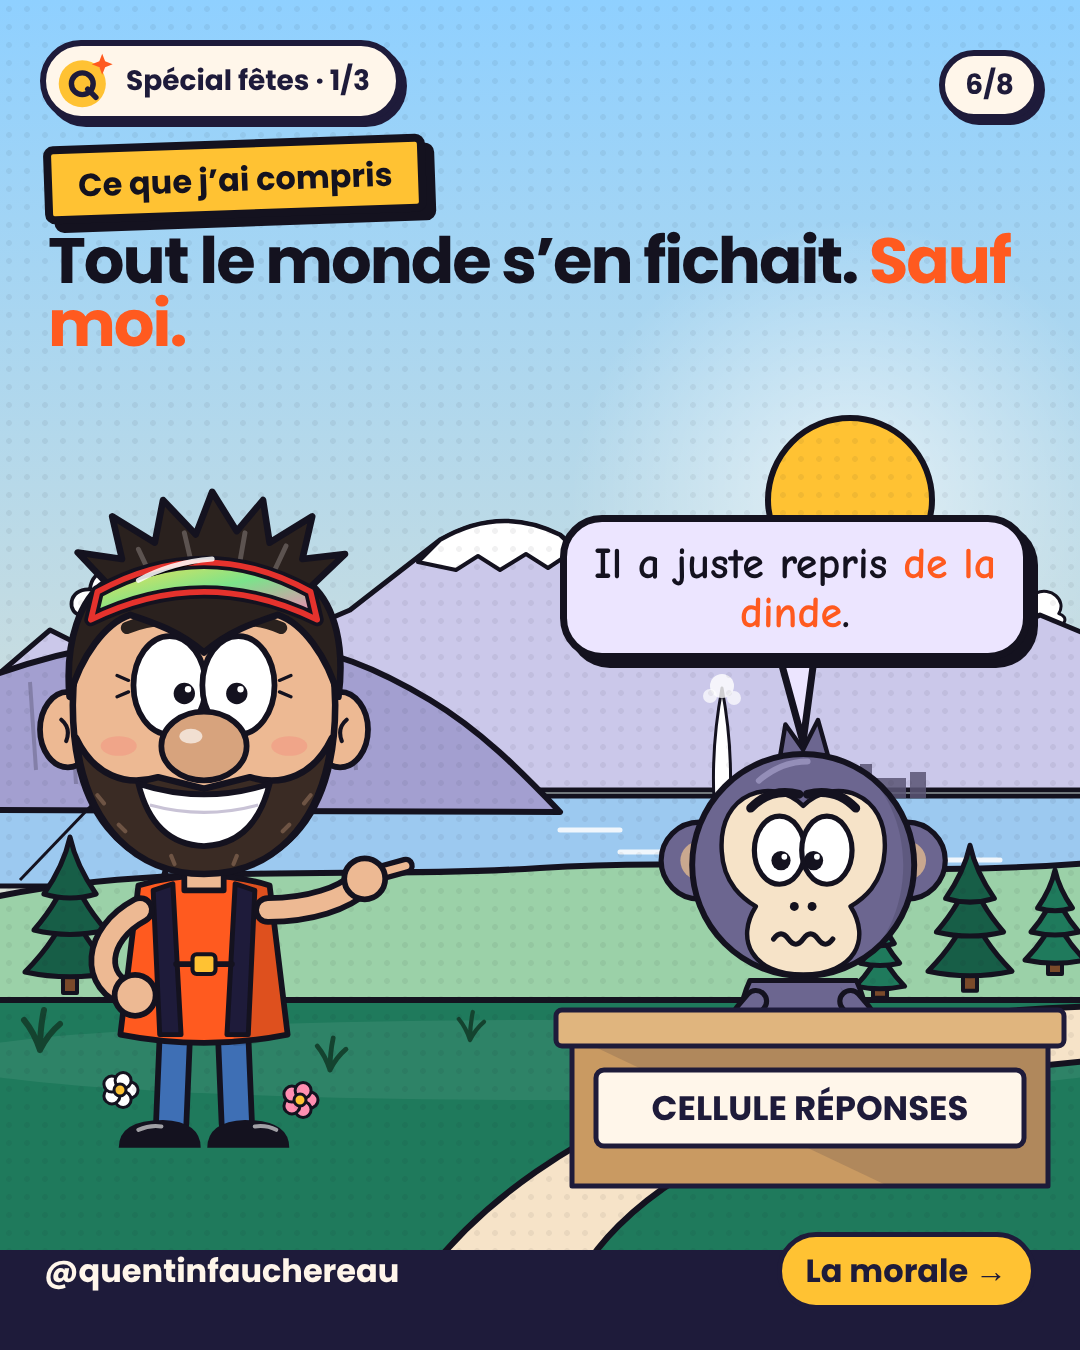 Q Spécial fêtes · 1/3
6/8
Ce que j’ai compris
Tout le monde s’en fichait. Sauf
moi.
Il a juste repris de la
dinde.
CELLULE RÉPONSES
@quentinfauchereau
La morale →